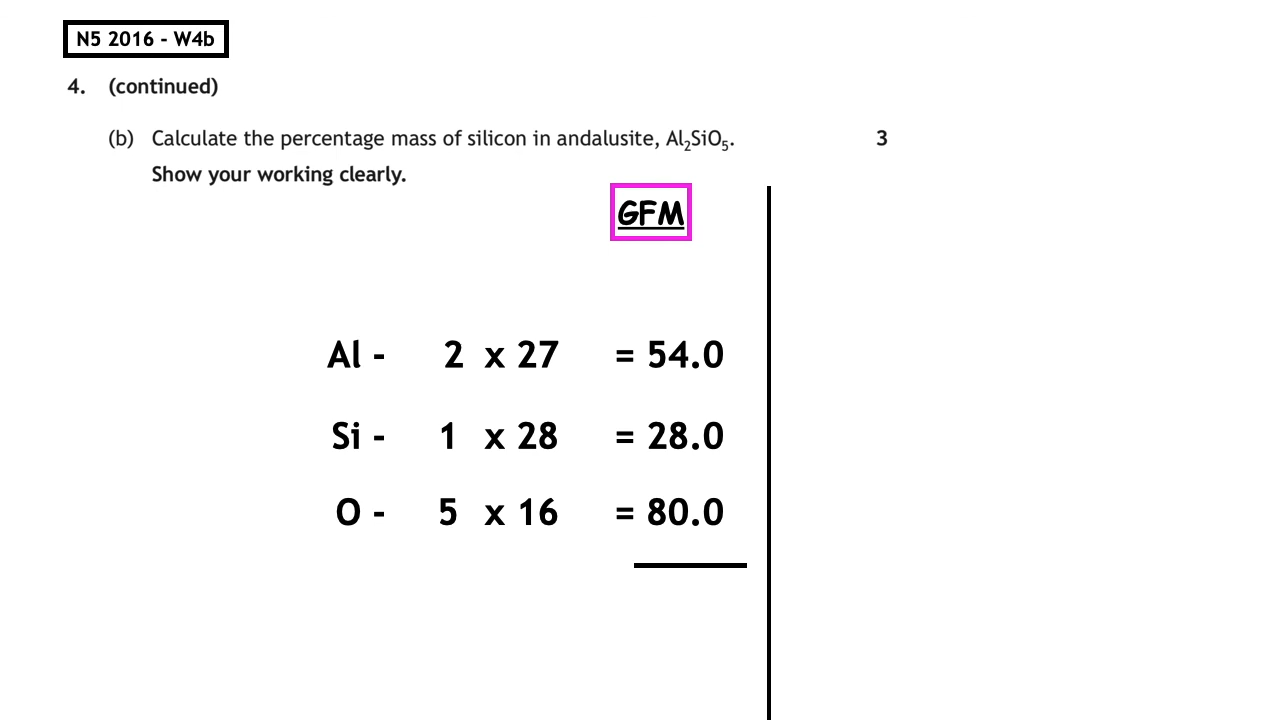 N5 2016 - W4b
4. (continued)
(b) Calculate the percentage mass of silicon in andalusite, Al₂SiO₅. 3
Show your working clearly.
GFM
Al - 2 x 27 = 54.0
Si - 1 x 28 = 28.0
O - 5 x 16 = 80.0